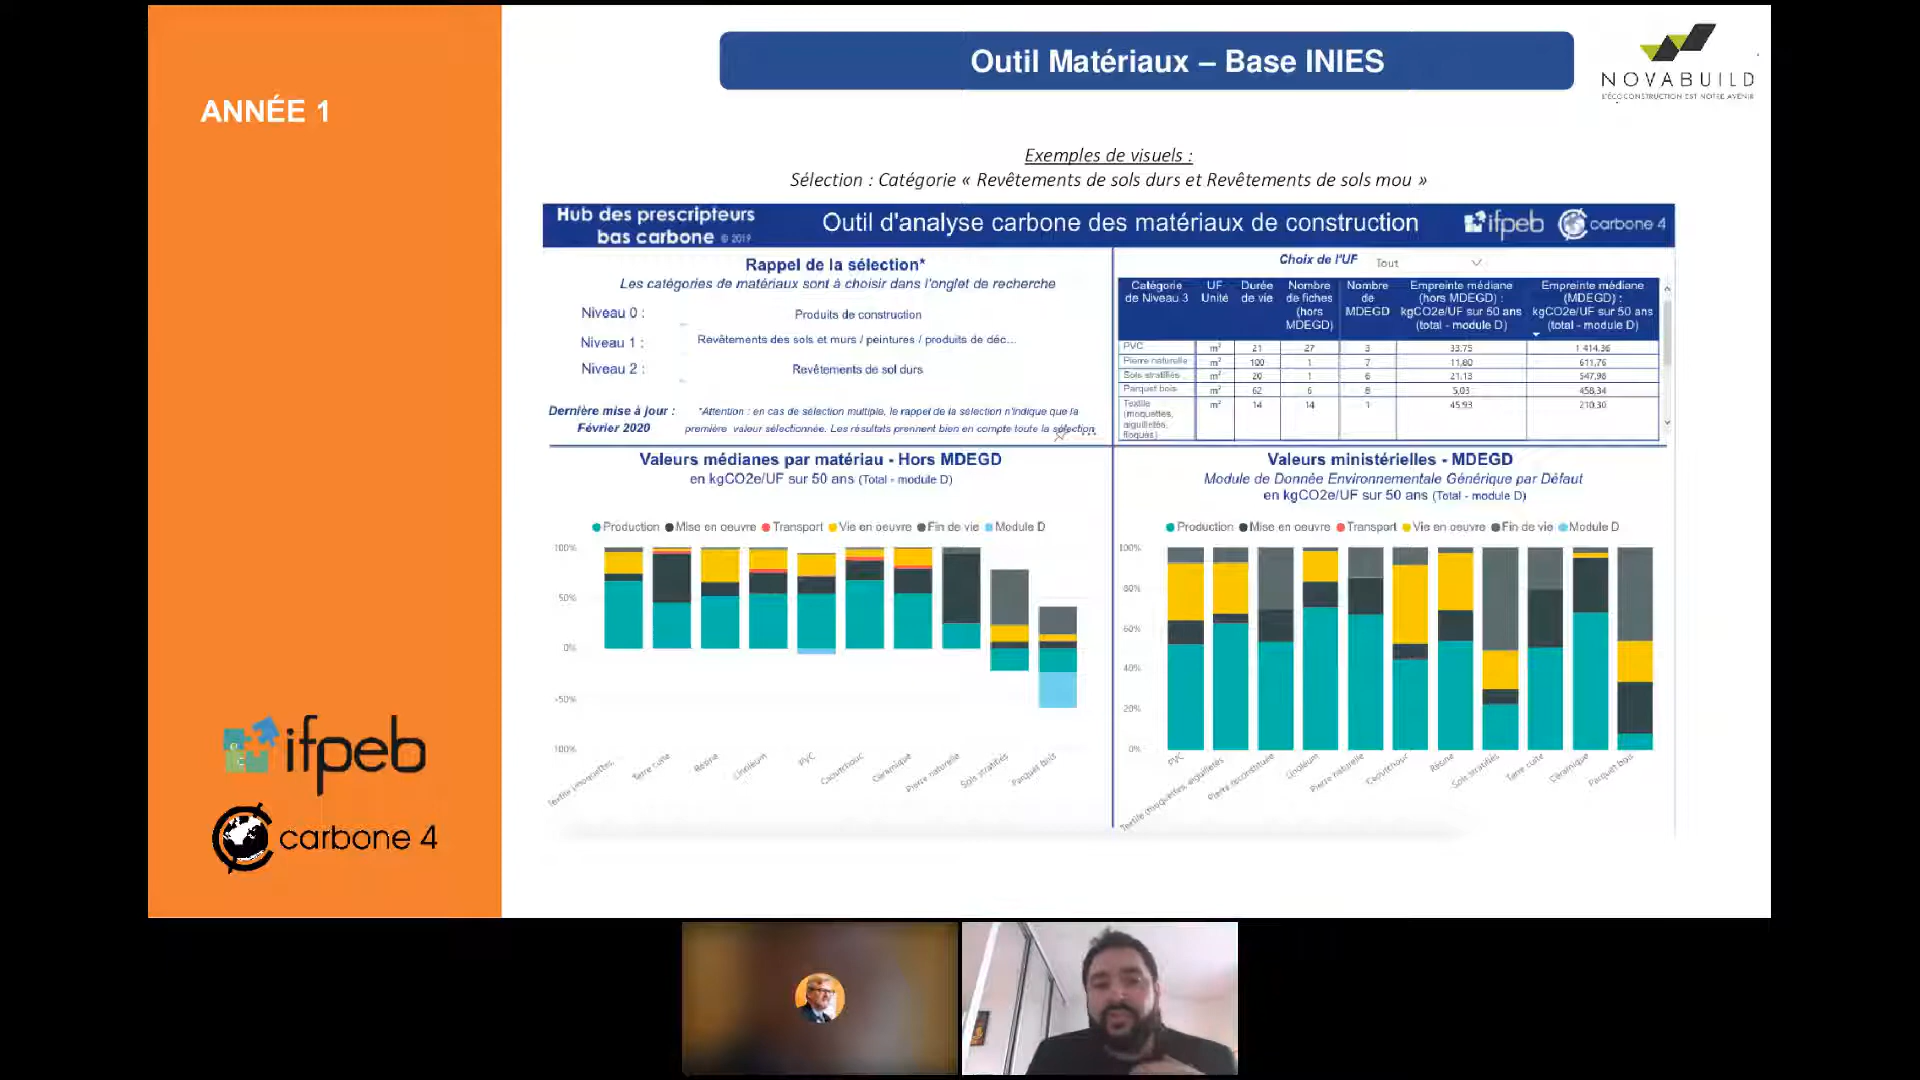 ANNÉE 1
Outil Matériaux – Base INIES
NOVABUILD
L'ÉCOCONSTRUCTION EST NOTRE AVENIR
Exemples de visuels :
Sélection : Catégorie « Revêtements de sols durs et Revêtements de sols mou »
Hub des prescripteurs
bas carbone © 2019
Outil d'analyse carbone des matériaux de construction
ifpeb
carbone 4
Rappel de la sélection*
Les catégories de matériaux sont à choisir dans l'onglet de recherche
Niveau 0 : Produits de construction
Niveau 1 : Revêtements des sols et murs / peintures / produits de déc...
Niveau 2 : Revêtements de sol durs
Dernière mise à jour :
Février 2020
*Attention : en cas de sélection multiple, le rappel de la sélection n'indique que la
première valeur sélectionnée. Les résultats prennent bien en compte toute la sélection
Choix de l'UF Tout
Catégorie de Niveau 3 UF Unité Durée de vie Nombre de fiches (hors MDEGD) Nombre de MDEGD Empreinte médiane (hors MDEGD) : kgCO2e/UF sur 50 ans (total - module D) Empreinte médiane (MDEGD) : kgCO2e/UF sur 50 ans (total - module D)
PVC m² 21 27 3 33,75 1 414,36
Pierre naturelle m² 100 1 7 11,80 611,76
Sols stratifiés m² 20 1 6 21,13 547,98
Parquet bois m² 62 6 8 5,03 458,34
Textile (moquettes, aiguilletés, floqués) m² 14 14 1 45,93 210,30
Valeurs médianes par matériau - Hors MDEGD
en kgCO2e/UF sur 50 ans (Total - module D)
Production Mise en oeuvre Transport Vie en oeuvre Fin de vie Module D
100%
50%
0%
-50%
-100%
Textile (moquettes, Terre cuite Résine Linoléum PVC Caoutchouc Céramique Pierre naturelle Sols stratifiés Parquet bois
Valeurs ministérielles - MDEGD
Module de Donnée Environnementale Générique par Défaut
en kgCO2e/UF sur 50 ans (Total - module D)
Production Mise en oeuvre Transport Vie en oeuvre Fin de vie Module D
100%
80%
60%
40%
20%
0%
PVC Textile (moquettes, aiguilletés Pierre reconstituée Linoléum Pierre naturelle Caoutchouc Résine Sols stratifiés Terre cuite Céramique Parquet bois
ifpeb
carbone 4